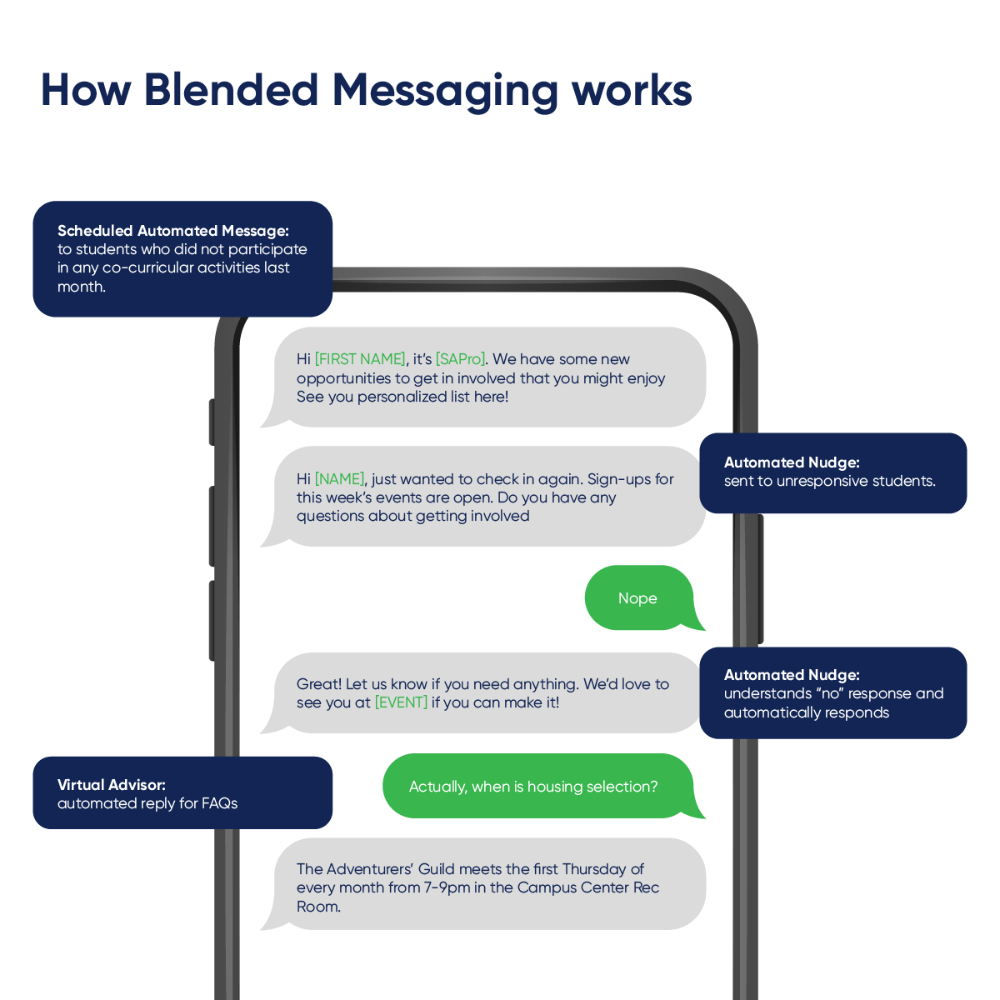 How Blended Messaging works
Scheduled Automated Message:
to students who did not participate
in any co-curricular activities last
month.
Hi [FIRST NAME], it’s [SAPro]. We have some new
opportunities to get in involved that you might enjoy
See you personalized list here!
Automated Nudge:
sent to unresponsive students.
Hi [NAME], just wanted to check in again. Sign-ups for
this week’s events are open. Do you have any
questions about getting involved
Nope
Automated Nudge:
understands “no” response and
automatically responds
Great! Let us know if you need anything. We’d love to
see you at [EVENT] if you can make it!
Actually, when is housing selection?
Virtual Advisor:
automated reply for FAQs
The Adventurers’ Guild meets the first Thursday of
every month from 7-9pm in the Campus Center Rec
Room.